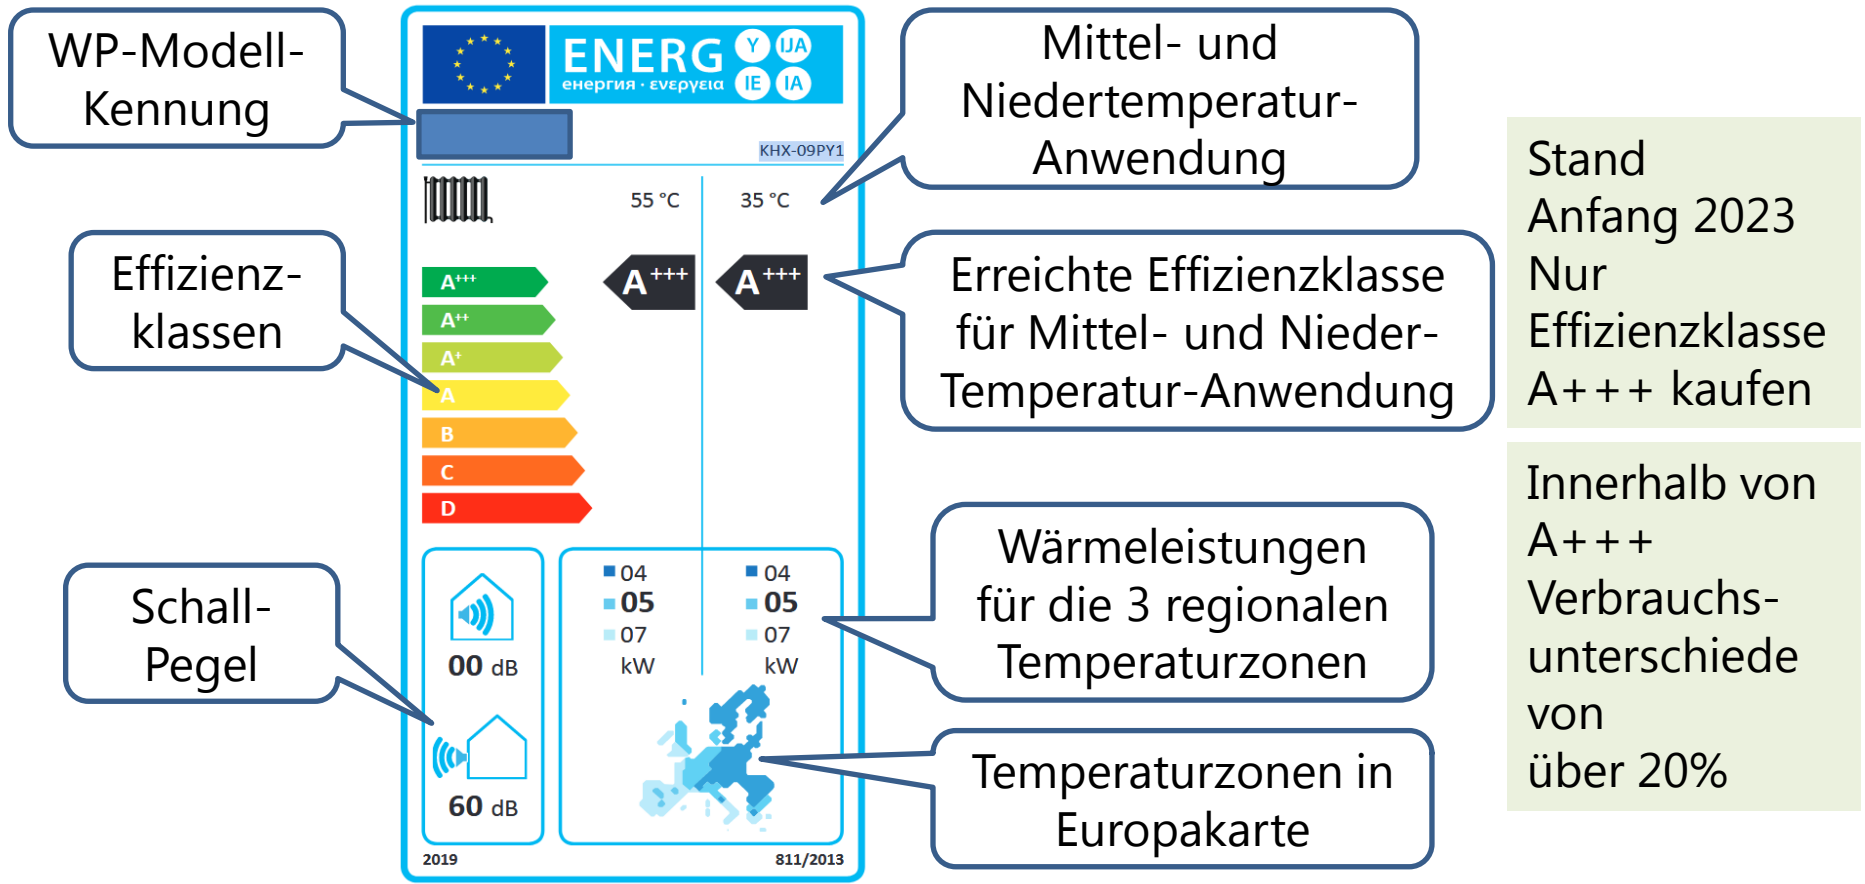 WP-Modell-
Kennung
ENERG
енергия · ενεργεια
Y
IJA
IE
IA
KHX-09PY1
Mittel- und
Niedertemperatur-
Anwendung
55 °C
35 °C
Effizienz-
klassen
A+++
A++
A+
A
B
C
D
A+++
A+++
Erreichte Effizienzklasse
für Mittel- und Nieder-
Temperatur-Anwendung
Stand
Anfang 2023
Nur
Effizienzklasse
A+++ kaufen
Innerhalb von
A+++
Verbrauchs-
unterschiede
von
über 20%
Schall-
Pegel
00 dB
60 dB
04
05
07
kW
04
05
07
kW
Wärmeleistungen
für die 3 regionalen
Temperaturzonen
Temperaturzonen in
Europakarte
2019
811/2013